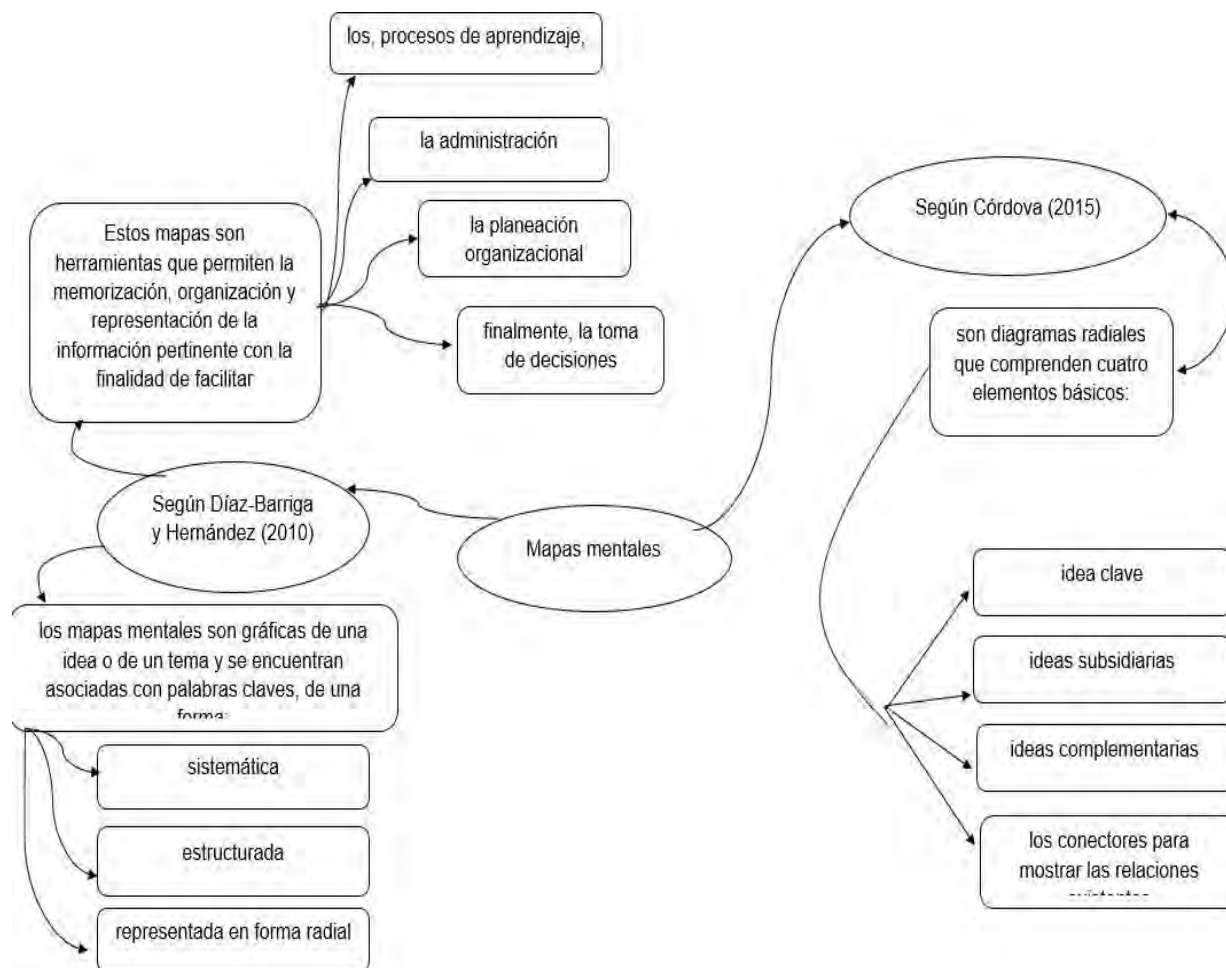 los, procesos de aprendizaje,
la administración
la planeación
organizacional
finalmente, la toma
de decisiones
Estos mapas son
herramientas que permiten la
memorización, organización y
representación de la
información pertinente con la
finalidad de facilitar
Según Díaz-Barriga
y Hernández (2010)
los mapas mentales son gráficas de una
idea o de un tema y se encuentran
asociadas con palabras claves, de una
forma
sistemática
estructurada
representada en forma radial
Mapas mentales
Según Córdova (2015)
son diagramas radiales
que comprenden cuatro
elementos básicos:
idea clave
ideas subsidiarias
ideas complementarias
los conectores para
mostrar las relaciones